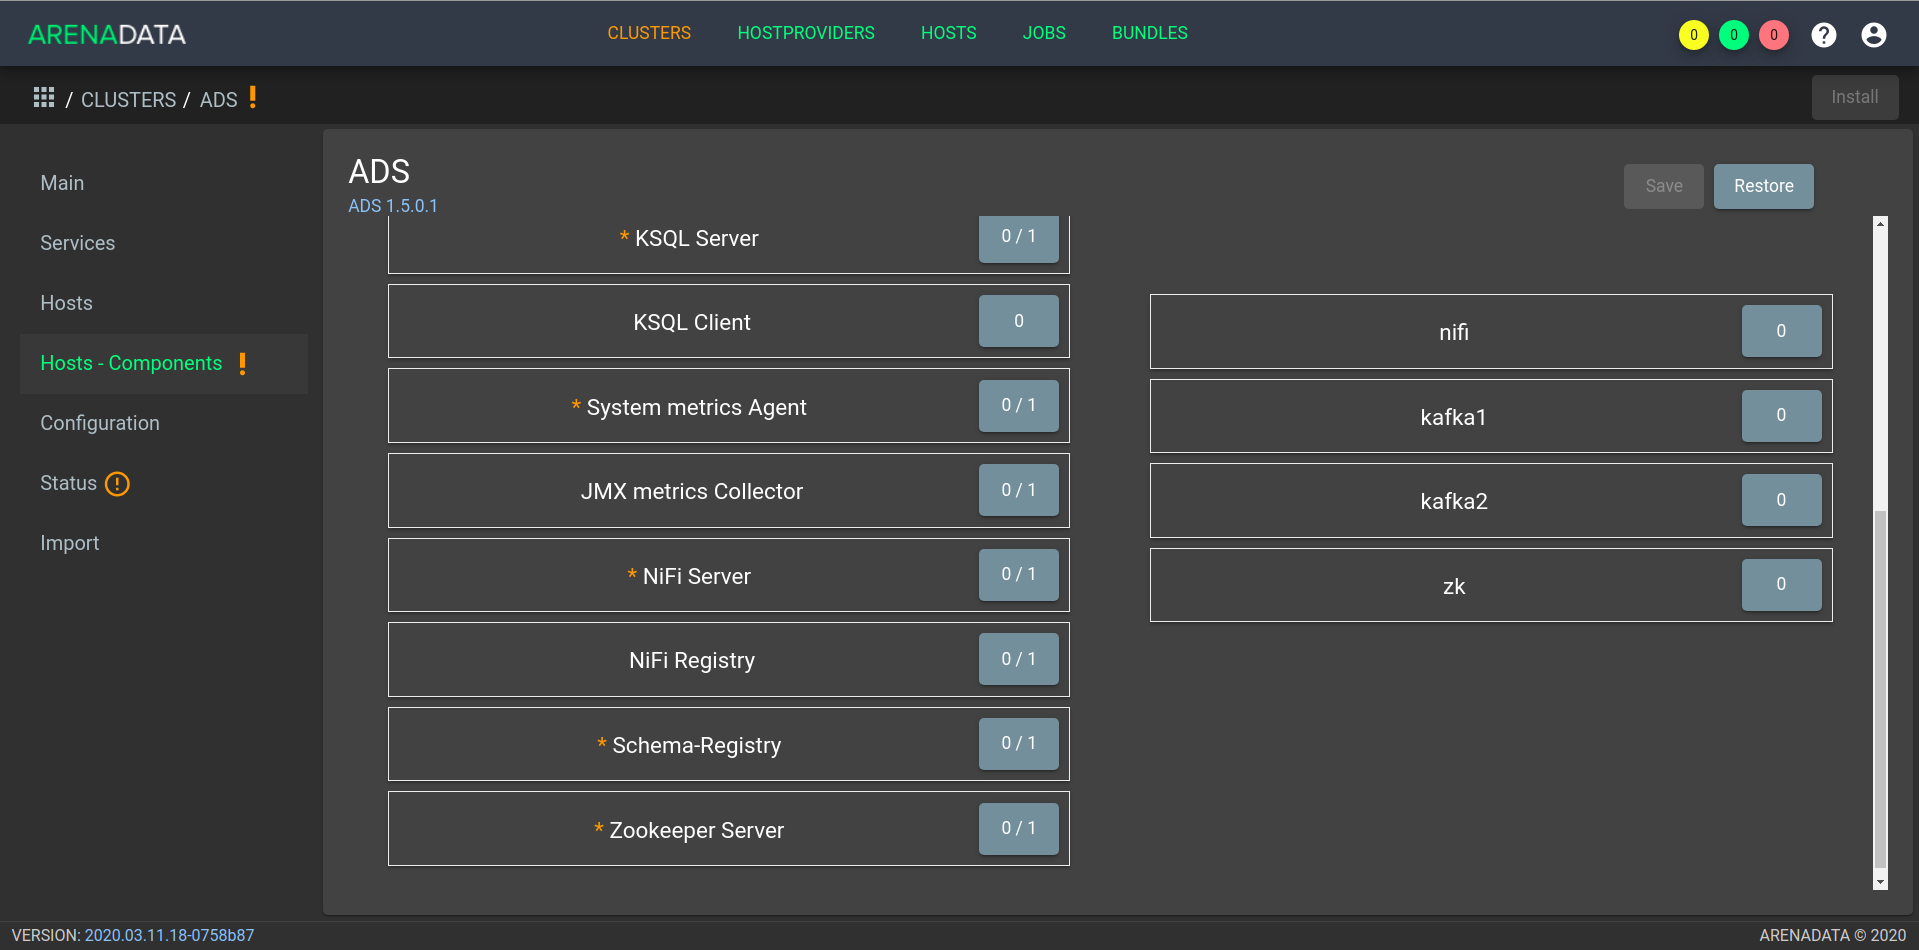 ARENADATA
CLUSTERS HOSTPROVIDERS HOSTS JOBS BUNDLES
0 0 0 ?
/ CLUSTERS / ADS !
Install
Main
Services
Hosts
Hosts - Components !
Configuration
Status !
Import
ADS
ADS 1.5.0.1
Save Restore
* KSQL Server 0 / 1
KSQL Client 0
* System metrics Agent 0 / 1
JMX metrics Collector 0 / 1
* NiFi Server 0 / 1
NiFi Registry 0 / 1
* Schema-Registry 0 / 1
* Zookeeper Server 0 / 1
nifi 0
kafka1 0
kafka2 0
zk 0
VERSION: 2020.03.11.18-0758b87
ARENADATA © 2020